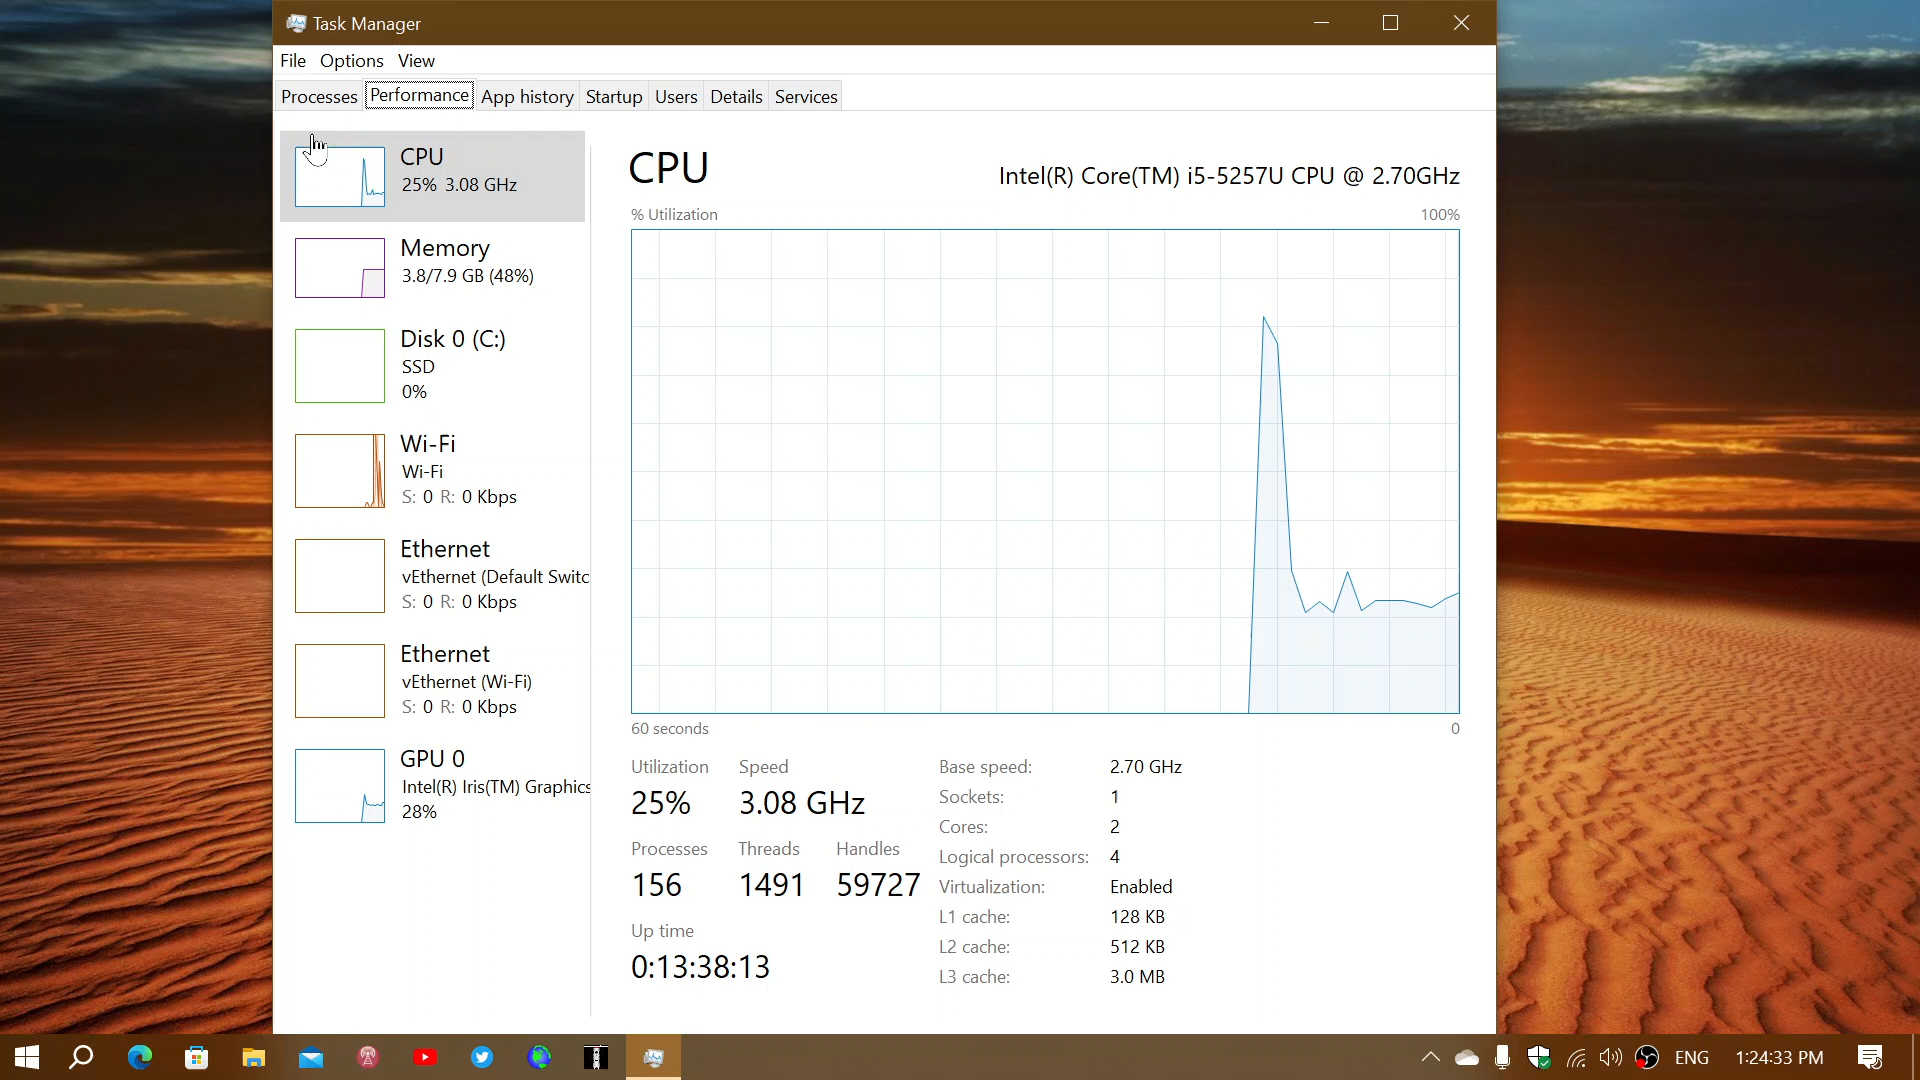 Task Manager
File Options View
Processes Performance App history Startup Users Details Services
CPU
25% 3.08 GHz
Memory
3.8/7.9 GB (48%)
Disk 0 (C:)
SSD
0%
Wi-Fi
Wi-Fi
S: 0 R: 0 Kbps
Ethernet
vEthernet (Default Switc
S: 0 R: 0 Kbps
Ethernet
vEthernet (Wi-Fi)
S: 0 R: 0 Kbps
GPU 0
Intel(R) Iris(TM) Graphics
28%
CPU
Intel(R) Core(TM) i5-5257U CPU @ 2.70GHz
% Utilization 100%
60 seconds 0
Utilization Speed
25% 3.08 GHz
Processes Threads Handles
156 1491 59727
Up time
0:13:38:13
Base speed: 2.70 GHz
Sockets: 1
Cores: 2
Logical processors: 4
Virtualization: Enabled
L1 cache: 128 KB
L2 cache: 512 KB
L3 cache: 3.0 MB
ENG 1:24:33 PM